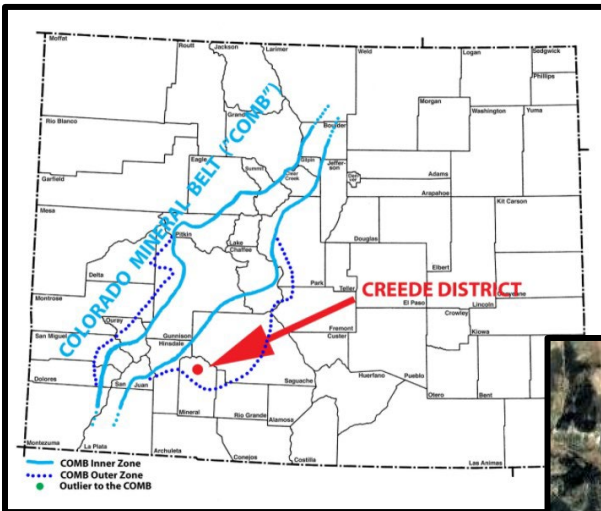 Moffet
Routt
Jackson
Larimer
Weld
Logan
Sedgwick
Phillips
Morgan
Washington
Yuma
Rio Blanco
Grand
Boulder
Eagle
Summit
Gilpin
Clear
Creek
Jeffer-
son
Adams
Arapahoe
Garfield
Kit Carson
Mesa
Pitkin
Lake
Chaffee
Douglas
Elbert
Delta
Park
Teller
El Paso
Lincoln
Cheyenne
Montrose
Ouray
Gunnison
Fremont
Custer
Crowley
Kiowa
San Miguel
Hinsdale
Dolores
San
Juan
Saguache
Huerfano
Pueblo
Otero
Bent
Mineral
Rio Grande
Alamosa
Montezuma
La Plata
Archuleta
Conejos
Costilla
Las Animas
COLORADO MINERAL BELT ("COMB")
CREEDE DISTRICT
COMB Inner Zone
COMB Outer Zone
Outlier to the COMB